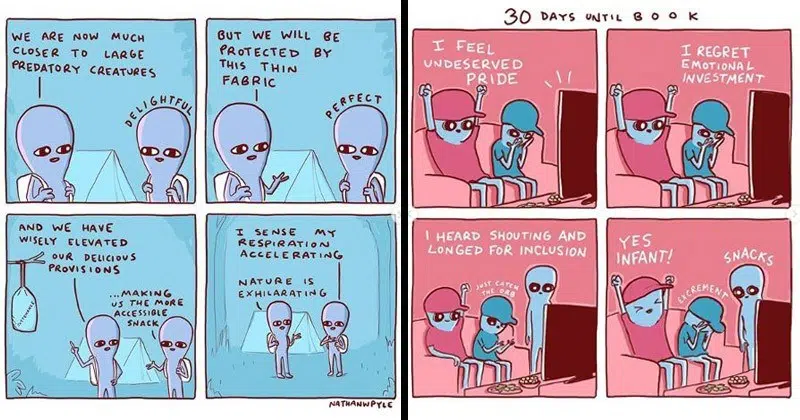 WE ARE NOW MUCH
CLOSER TO LARGE
PREDATORY CREATURES
DELIGHTFUL
BUT WE WILL BE
PROTECTED BY
THIS THIN
FABRIC
PERFECT
AND WE HAVE
WISELY ELEVATED
OUR DELICIOUS
PROVISIONS
...MAKING
US THE MORE
ACCESSIBLE
SNACK
SUSTENANCE
I SENSE MY
RESPIRATION
ACCELERATING
NATURE IS
EXHILARATING
NATHANWPYLE
30 DAYS UNTIL BOOK
I FEEL
UNDESERVED
PRIDE
I REGRET
EMOTIONAL
INVESTMENT
I HEARD SHOUTING AND
LONGED FOR INCLUSION
JUST CATCH
THE ORB
YES
INFANT!
EXCREMENT
SNACKS